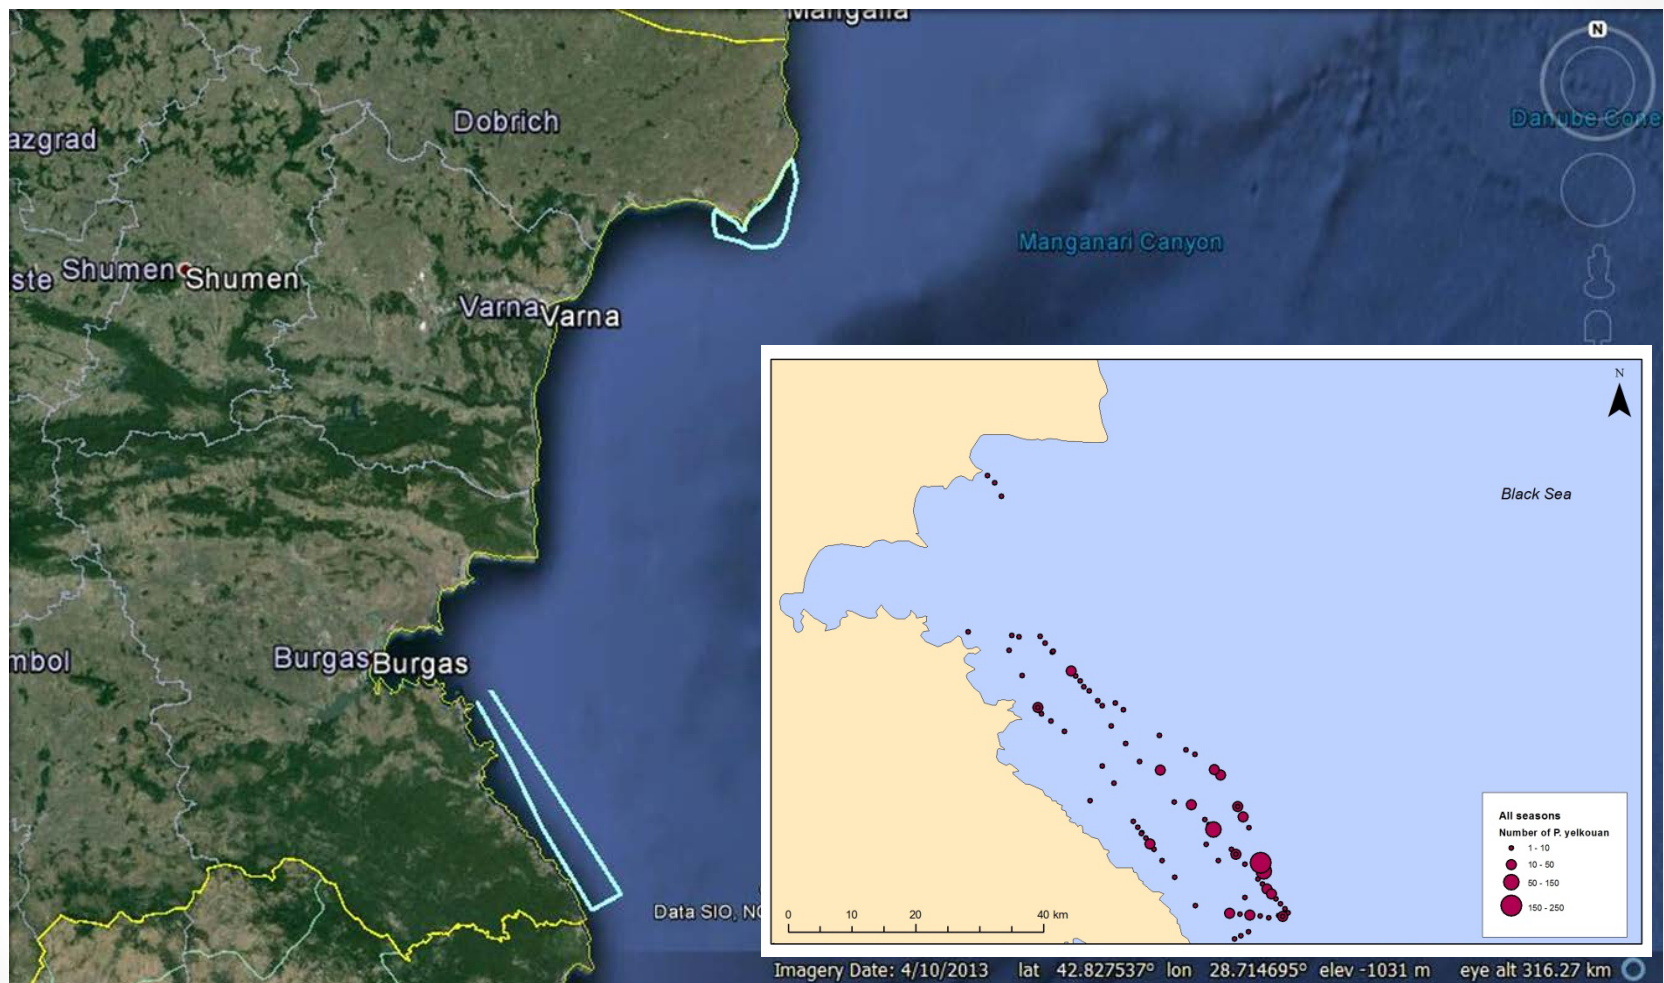 Mangalia
N
Dobrich
Danube Cone
azgrad
Manganari Canyon
ste
Shumen
Shumen
Varna
Varna
N
Black Sea
Burgas
Burgas
mbol
All seasons
Number of P. yelkouan
1 - 10
10 - 50
50 - 150
150 - 250
0 10 20 40 km
Data SIO, NO
Imagery Date: 4/10/2013 lat 42.827537° lon 28.714695° elev -1031 m eye alt 316.27 km